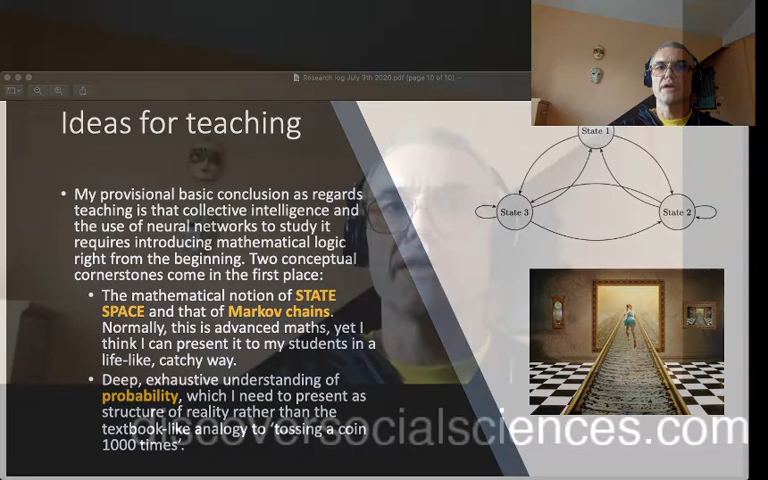 Research log July 9th 2020.pdf (page 10 of 10)
Ideas for teaching
• My provisional basic conclusion as regards
teaching is that collective intelligence and
the use of neural networks to study it
requires introducing mathematical logic
right from the beginning. Two conceptual
cornerstones come in the first place:
• The mathematical notion of STATE
SPACE and that of Markov chains.
Normally, this is advanced maths, yet I
think I can present it to my students in a
life-like, catchy way.
• Deep, exhaustive understanding of
probability, which I need to present as
structure of reality rather than the
textbook-like analogy to ‘tossing a coin
1000 times’.
State 1
State 3
State 2
discoversocialsciences.com